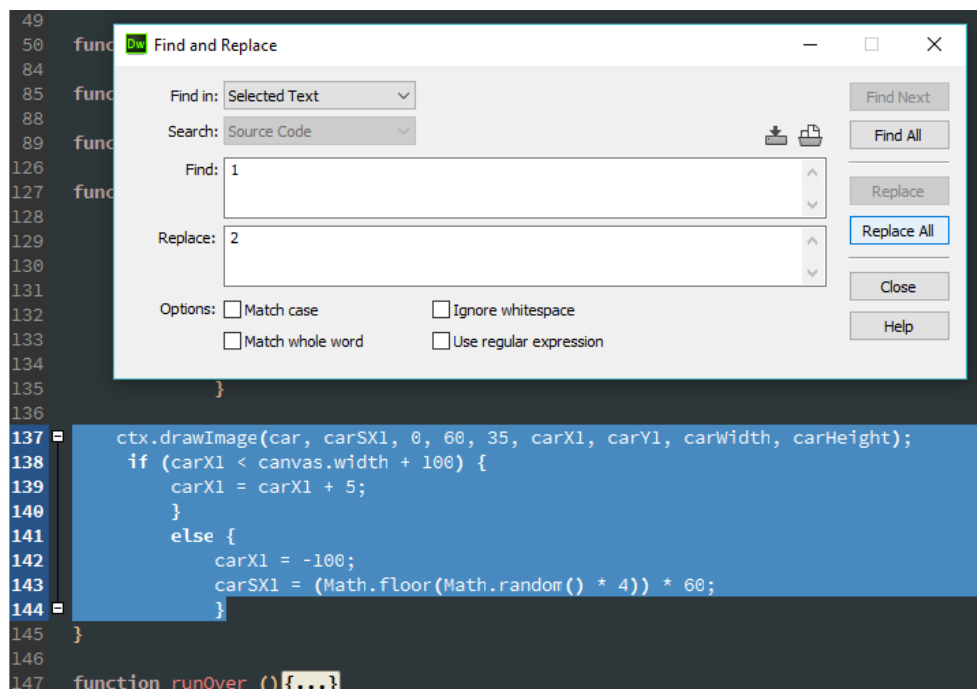 49
50 func
84
85 func
88
89 func
126
127 func
128
129
130
131
132
133
134
135 }
136
Dw Find and Replace
Find in: Selected Text
Find Next
Search: Source Code
Find All
Find: 1
Replace
Replace: 2
Replace All
Close
Options: Match case Ignore whitespace
Help
Match whole word Use regular expression
137 ctx.drawImage(car, carSX1, 0, 60, 35, carX1, carY1, carWidth, carHeight);
138 if (carX1 < canvas.width + 100) {
139 carX1 = carX1 + 5;
140 }
141 else {
142 carX1 = -100;
143 carSX1 = (Math.floor(Math.random() * 4)) * 60;
144 }
145 }
146
147 function runOver (){...}